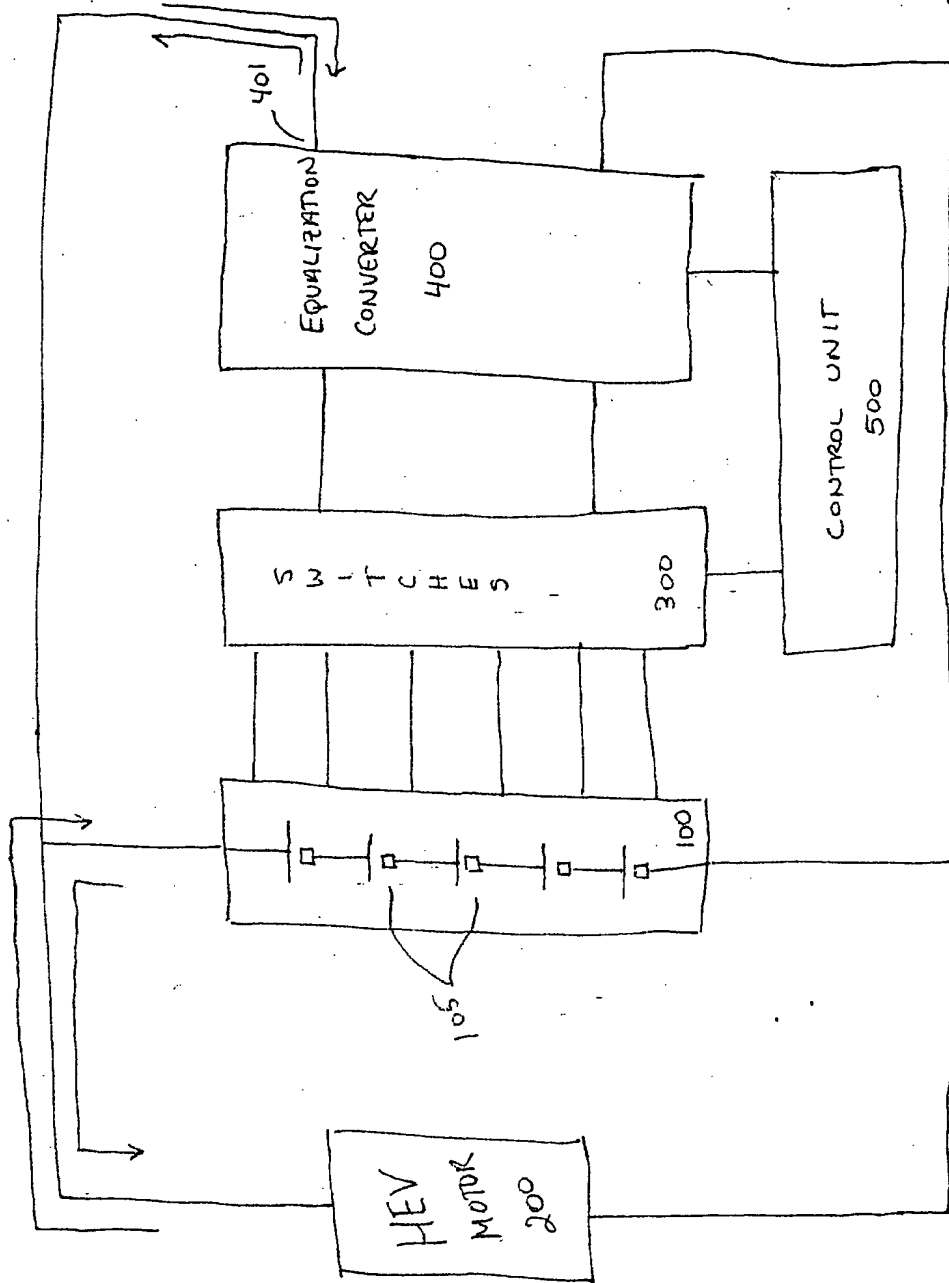 401
EQUALIZATION
CONVERTER
400
SWITCHES
300
CONTROL UNIT
500
100
105
HEV
MOTOR
200